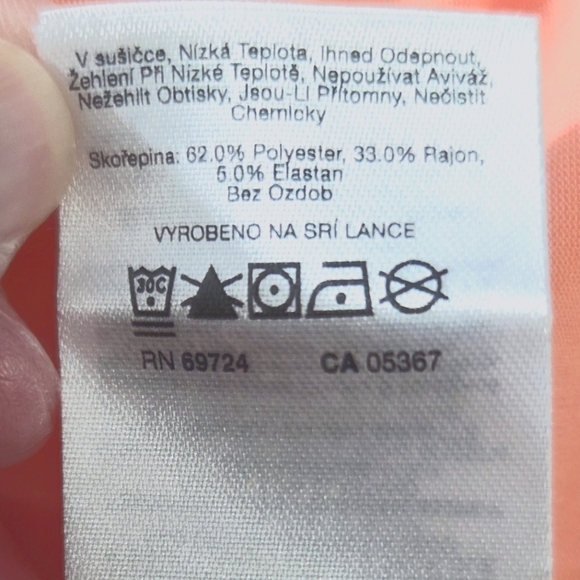 V sušičce, Nízká Teplota, Ihned Odepnout,
Žehlení Při Nízké Teplotě, Nepoužívat Aviváž,
Nežehlit Obtisky, Jsou-Li Přítomny, Nečistit
Chemicky
Skořepina: 62.0% Polyester, 33.0% Rajon,
5.0% Elastan
Bez Ozdob
VYROBENO NA SRÍ LANCE
30C
RN 69724 CA 05367